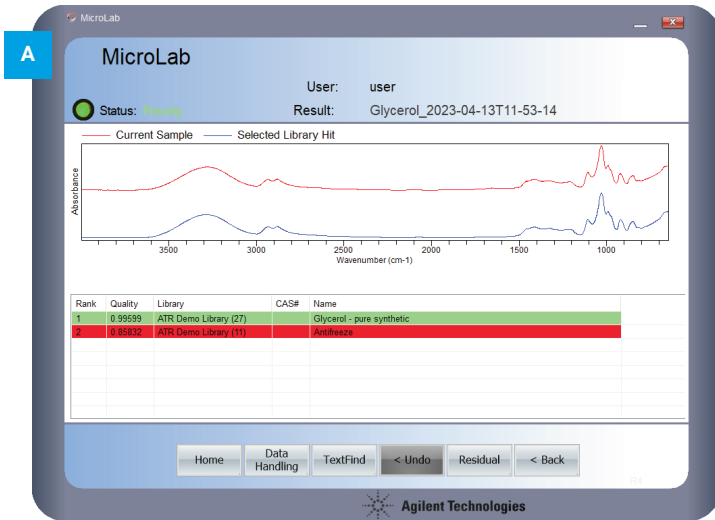 MicroLab
A
MicroLab
User: user
Status: Ready Result: Glycerol_2023-04-13T11-53-14
Current Sample Selected Library Hit
Absorbance
3500 3000 2500 2000 1500 1000
Wavenumber (cm-1)
Rank Quality Library CAS# Name
1 0.99599 ATR Demo Library (27) Glycerol - pure synthetic
2 0.85832 ATR Demo Library (11) Antifreeze
Home Data Handling TextFind < Undo Residual < Back
R4
Agilent Technologies